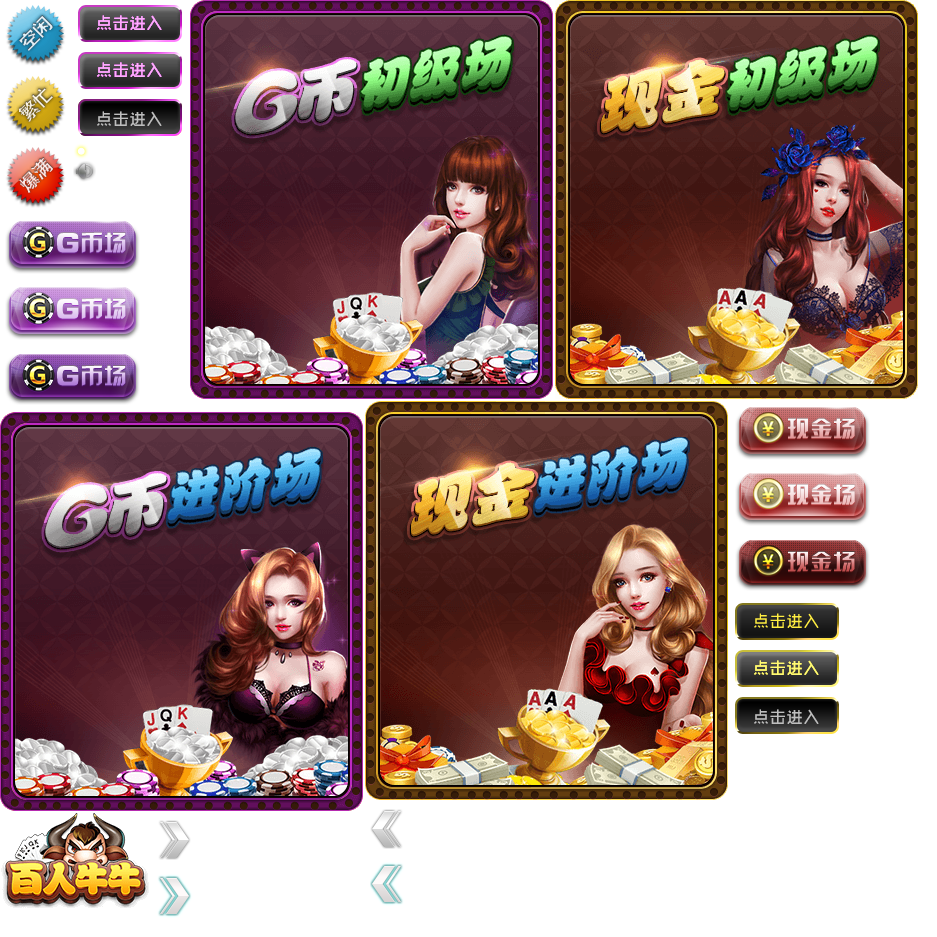 空闲
繁忙
爆满
点击进入
点击进入
点击进入
G G币场
G G币场
G G币场
G币初级场
J Q K
现金初级场
A A A
G币进阶场
J Q K
现金进阶场
A A A
¥ 现金场
¥ 现金场
¥ 现金场
点击进入
点击进入
点击进入
百人牛牛